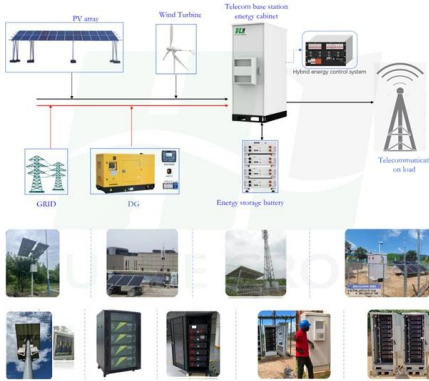 PV array
Wind Turbine
Telecom base station
energy cabinet
Hybrid energy control system
Telecommunicati
on load
GRID
DG
Energy storage battery